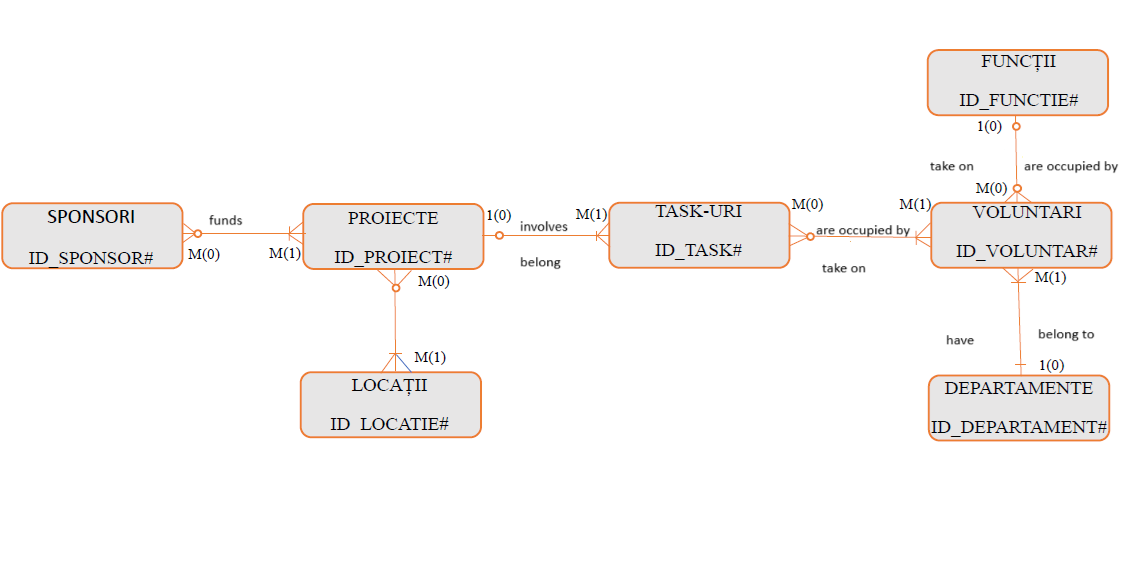 FUNCȚII
ID_FUNCTIE#
1(0)
take on
are occupied by
M(0)
SPONSORI
ID_SPONSOR#
funds
M(0)
M(1)
PROIECTE
ID_PROIECT#
1(0)
involves
belong
M(1)
TASK-URI
ID_TASK#
M(0)
are occupied by
take on
M(1)
VOLUNTARI
ID_VOLUNTAR#
M(0)
M(1)
M(1)
LOCAȚII
ID_LOCATIE#
have
belong to
1(0)
DEPARTAMENTE
ID_DEPARTAMENT#